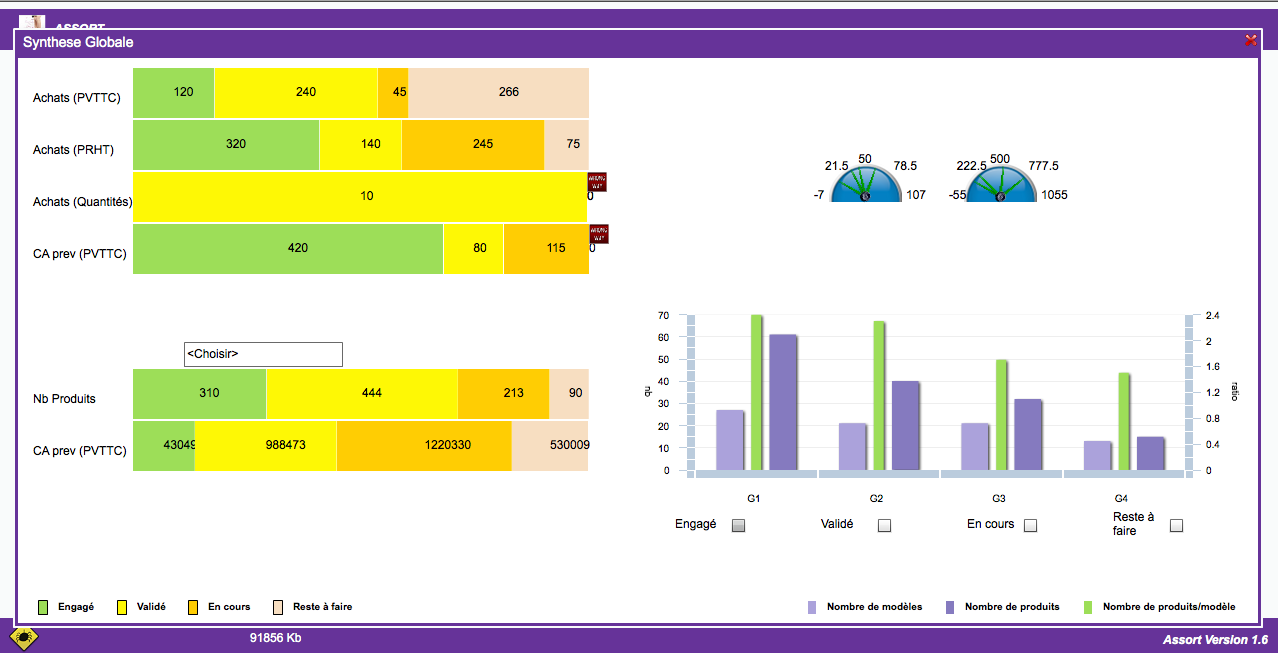 ASSORT
Synthese Globale
Achats (PVTTC) 120 240 45 266
Achats (PRHT) 320 140 245 75
Achats (Quantités) 10 0
WRONG
WAY
CA prev (PVTTC) 420 80 115 0
WRONG
WAY
-7 21.5 50 78.5 107
-55 222.5 500 777.5 1055
<Choisir>
Nb Produits 310 444 213 90
CA prev (PVTTC) 43049 988473 1220330 530009
70
60
50
40
30
20
10
0
qu
2.4
2
1.6
1.2
0.8
0.4
0
ratio
G1 G2 G3 G4
Engagé Validé En cours Reste à
faire
Engagé Validé En cours Reste à faire
Nombre de modèles Nombre de produits Nombre de produits/modèle
91856 Kb
Assort Version 1.6